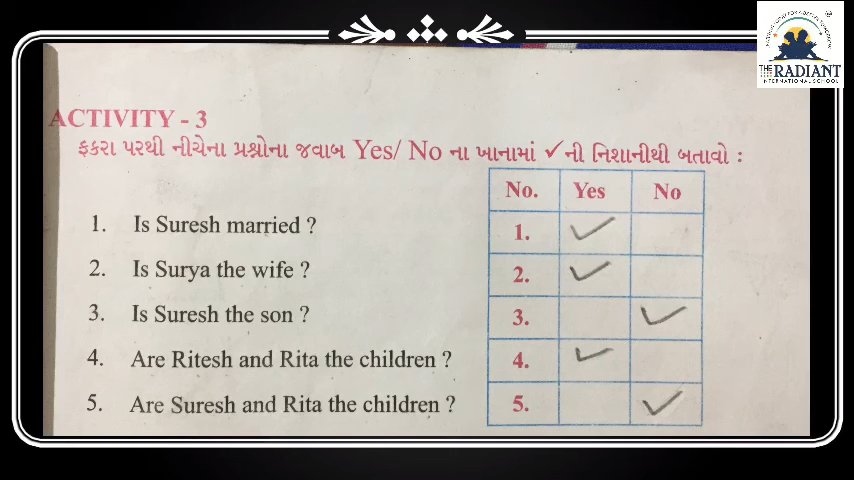 THE RADIANT
INTERNATIONAL SCHOOL
ACTIVITY - 3
ફકરા પરથી નીચેના પ્રશ્નોના જવાબ Yes/ No ના ખાનામાં ✓ની નિશાનીથી બતાવો :
No. Yes No
1. Is Suresh married ? 1. ✓
2. Is Surya the wife ? 2. ✓
3. Is Suresh the son ? 3. ✓
4. Are Ritesh and Rita the children ? 4. ✓
5. Are Suresh and Rita the children ? 5. ✓